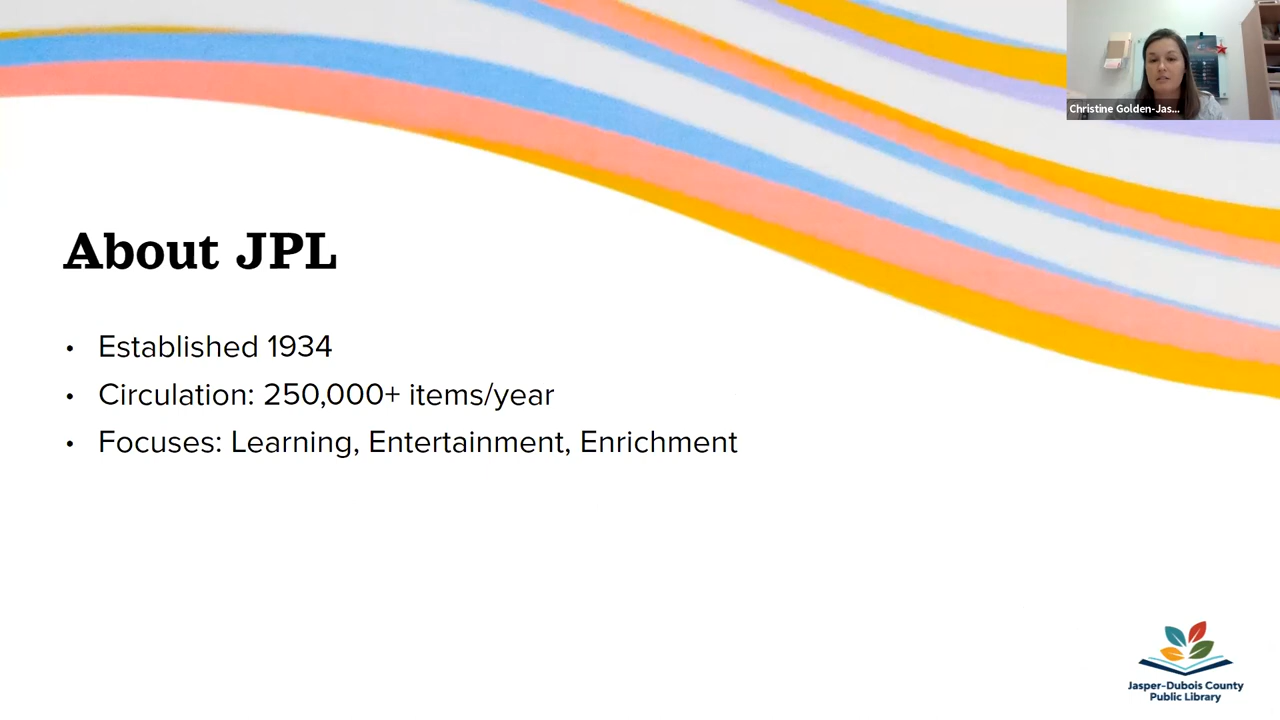 Christine Golden-Jas...
About JPL
• Established 1934
• Circulation: 250,000+ items/year
• Focuses: Learning, Entertainment, Enrichment
Jasper-Dubois County
Public Library